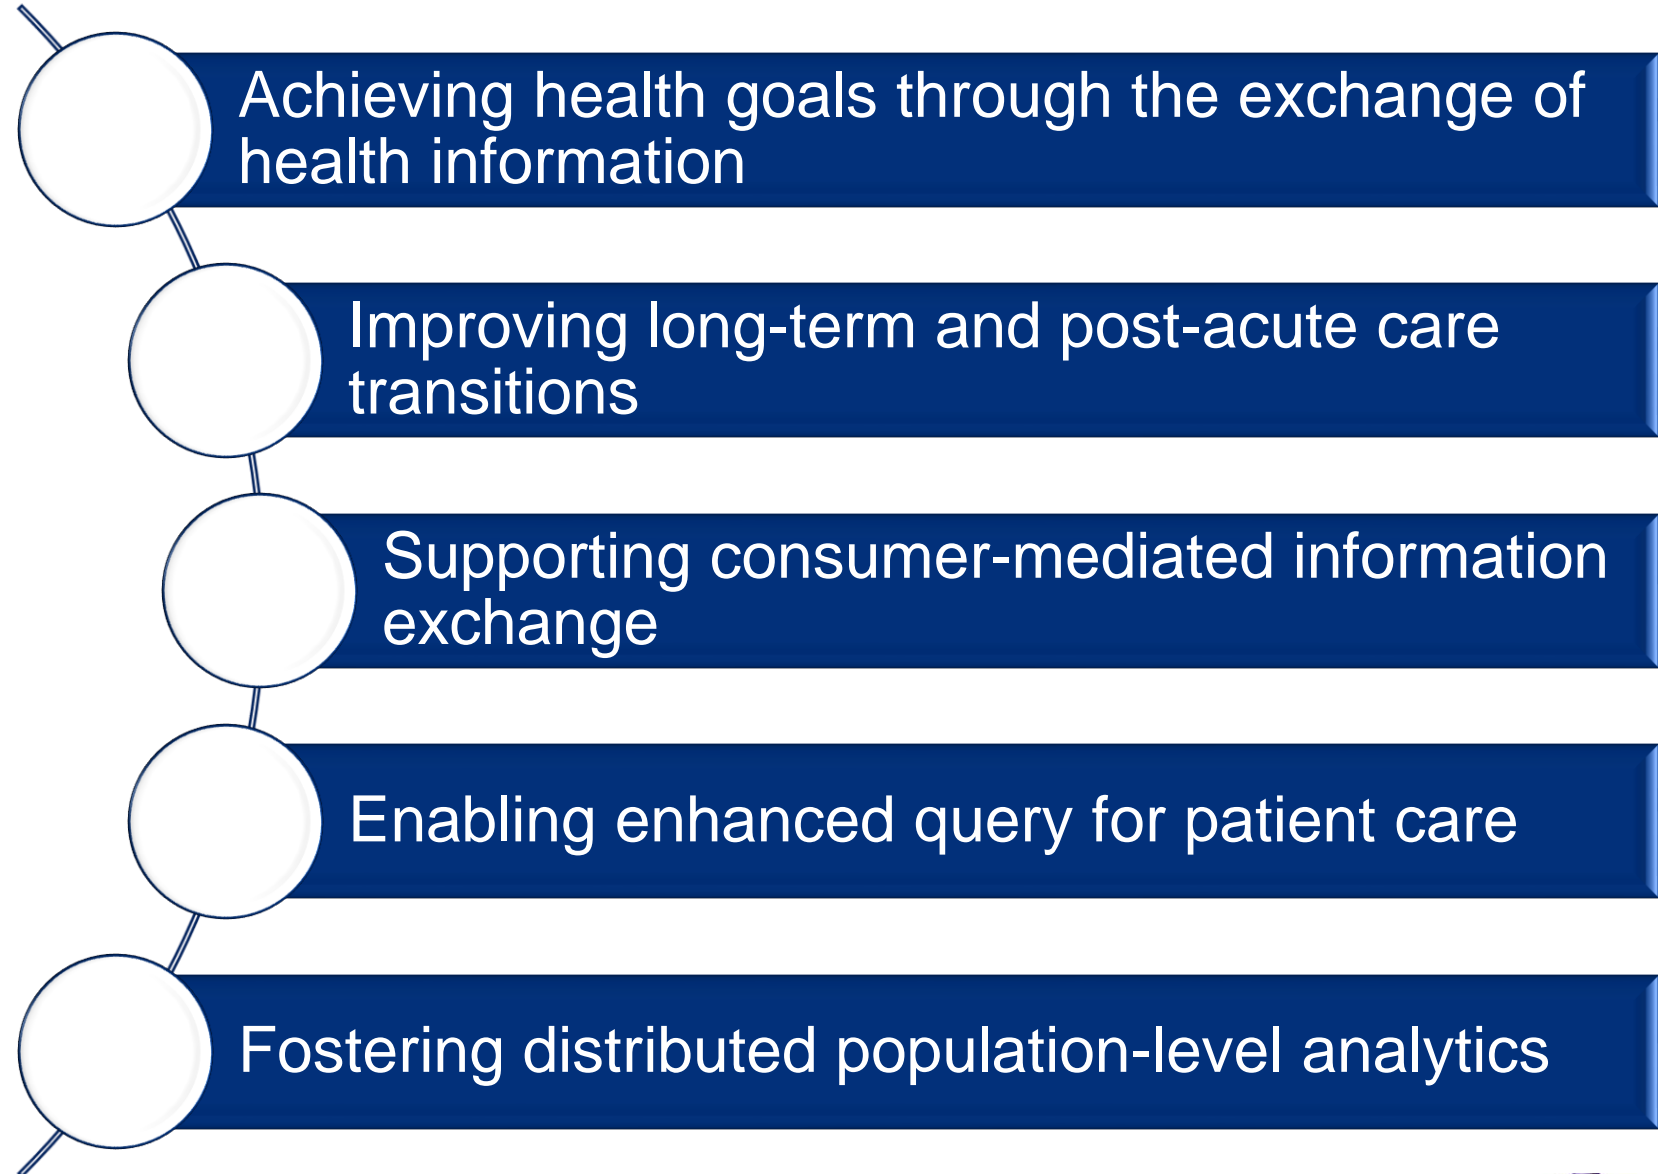 Achieving health goals through the exchange of
health information
Improving long-term and post-acute care
transitions
Supporting consumer-mediated information
exchange
Enabling enhanced query for patient care
Fostering distributed population-level analytics